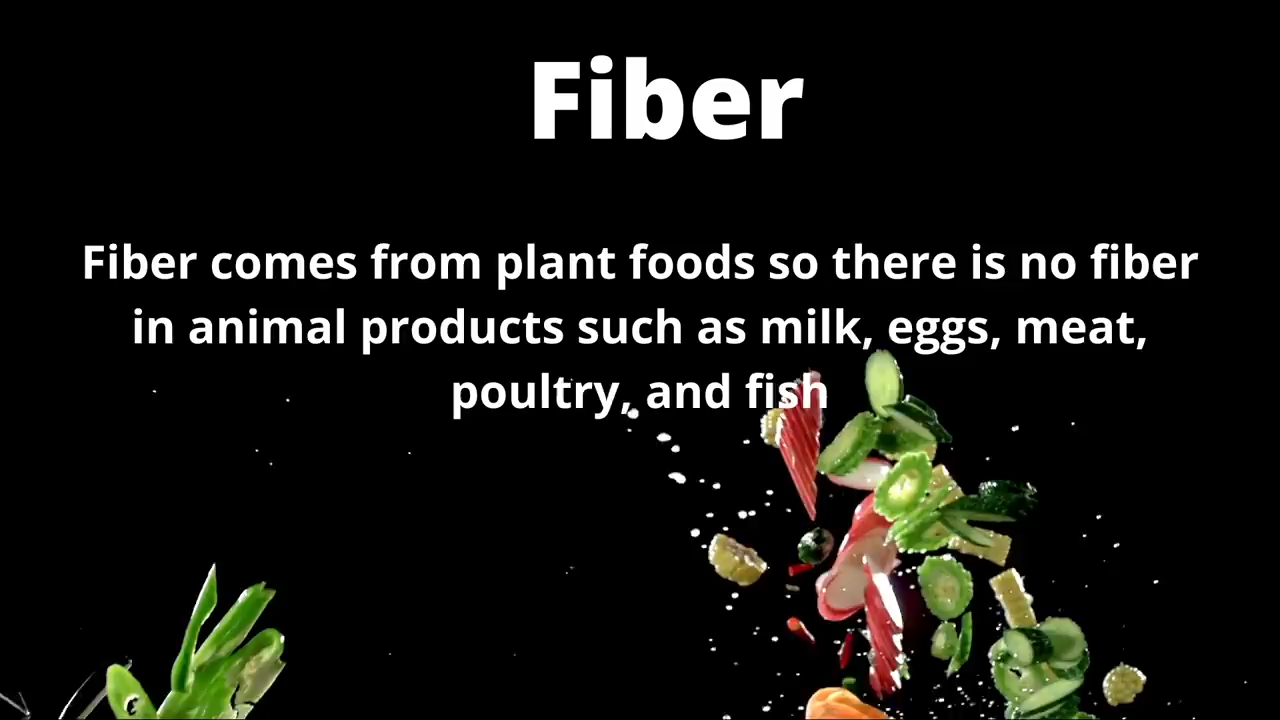 Fiber
Fiber comes from plant foods so there is no fiber
in animal products such as milk, eggs, meat,
poultry, and fish